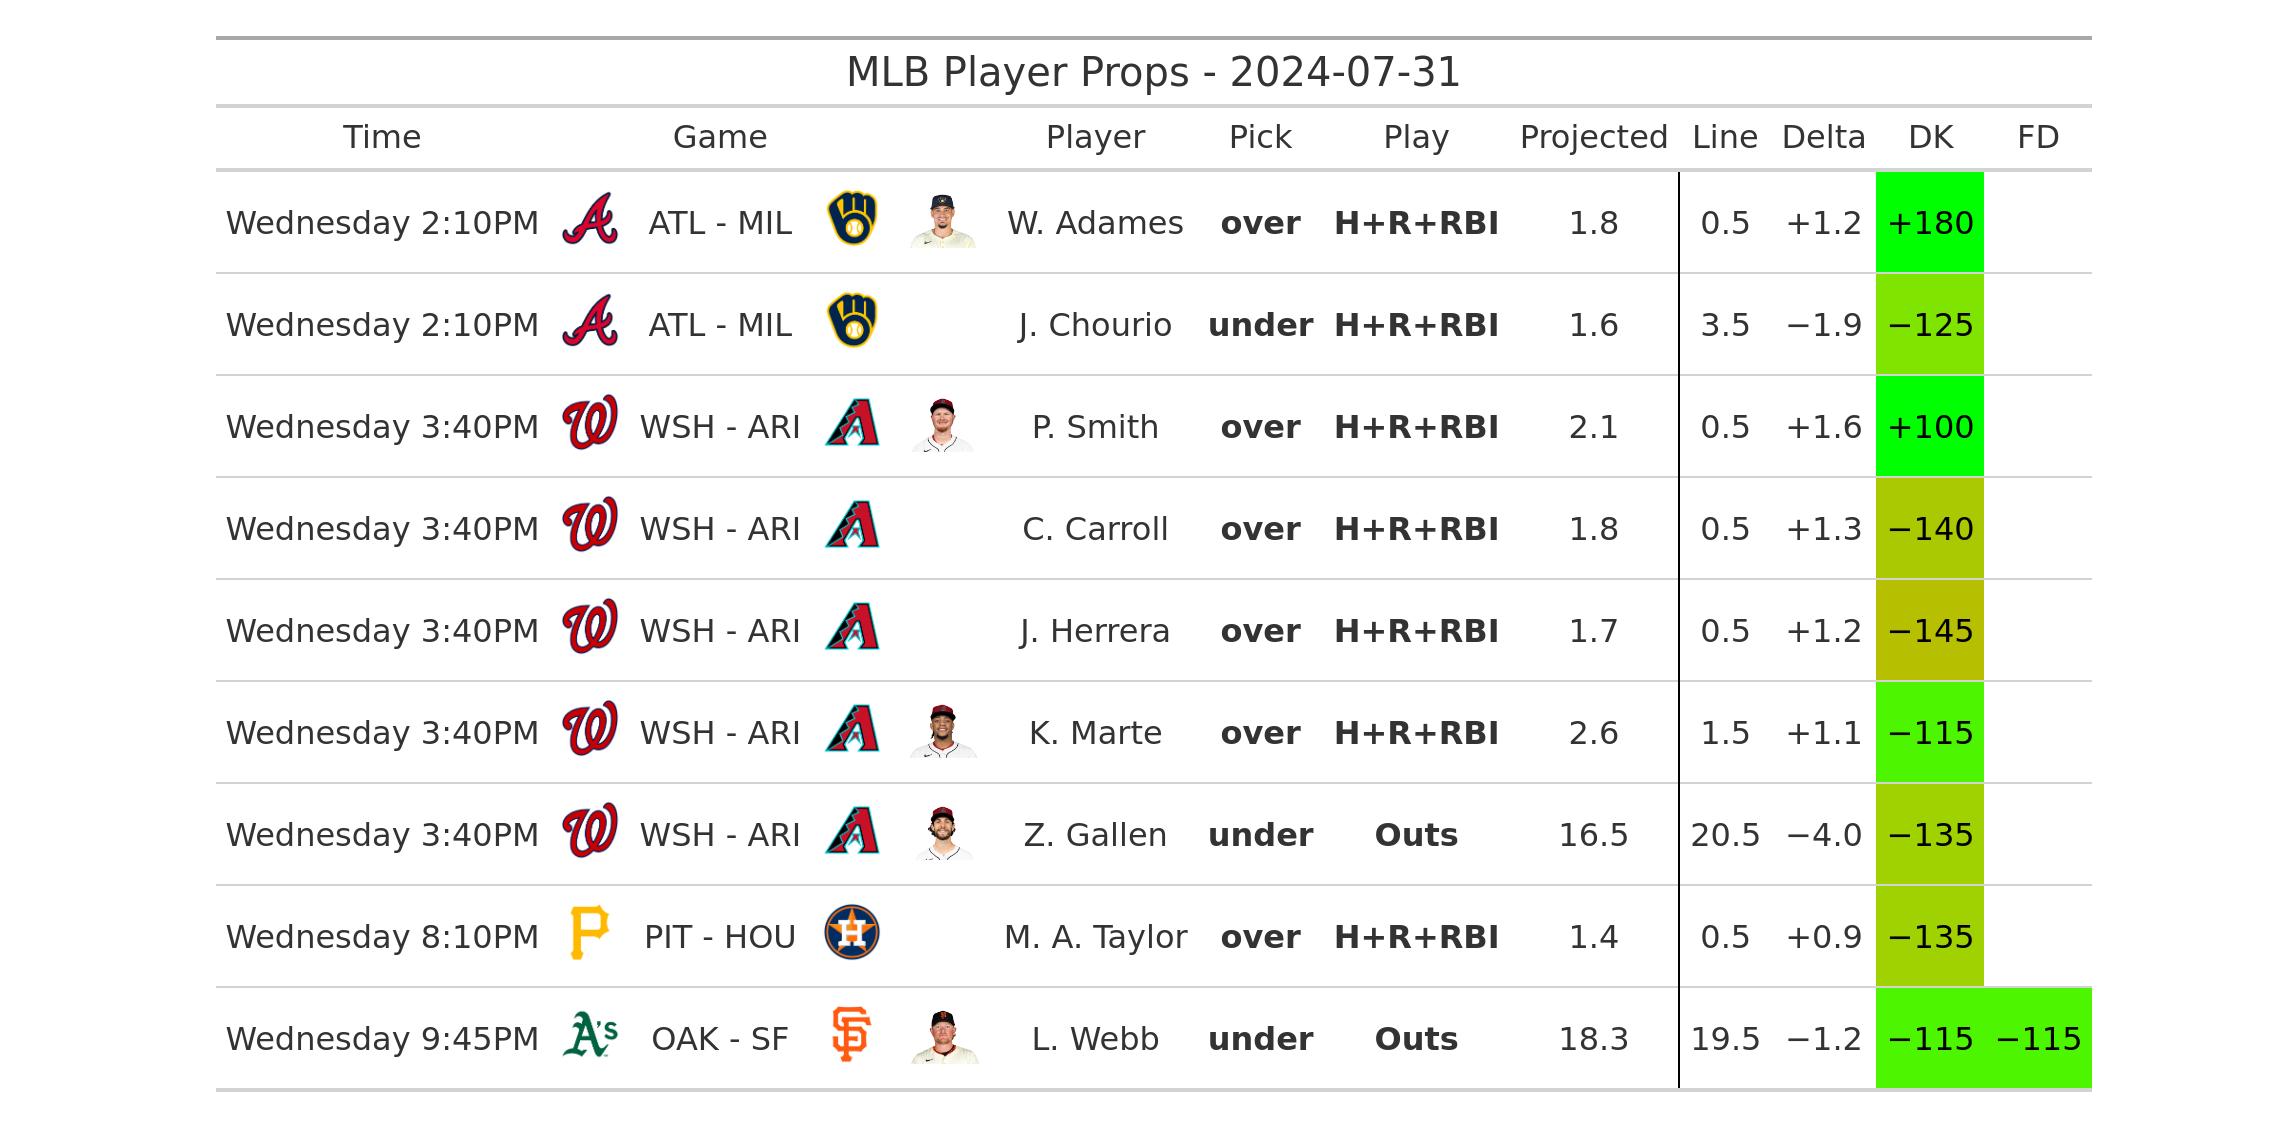 MLB Player Props - 2024-07-31
Time Game Player Pick Play Projected Line Delta DK FD
Wednesday 2:10PM ATL - MIL W. Adames over H+R+RBI 1.8 0.5 +1.2 +180
Wednesday 2:10PM ATL - MIL J. Chourio under H+R+RBI 1.6 3.5 −1.9 −125
Wednesday 3:40PM WSH - ARI P. Smith over H+R+RBI 2.1 0.5 +1.6 +100
Wednesday 3:40PM WSH - ARI C. Carroll over H+R+RBI 1.8 0.5 +1.3 −140
Wednesday 3:40PM WSH - ARI J. Herrera over H+R+RBI 1.7 0.5 +1.2 −145
Wednesday 3:40PM WSH - ARI K. Marte over H+R+RBI 2.6 1.5 +1.1 −115
Wednesday 3:40PM WSH - ARI Z. Gallen under Outs 16.5 20.5 −4.0 −135
Wednesday 8:10PM PIT - HOU M. A. Taylor over H+R+RBI 1.4 0.5 +0.9 −135
Wednesday 9:45PM OAK - SF L. Webb under Outs 18.3 19.5 −1.2 −115 −115